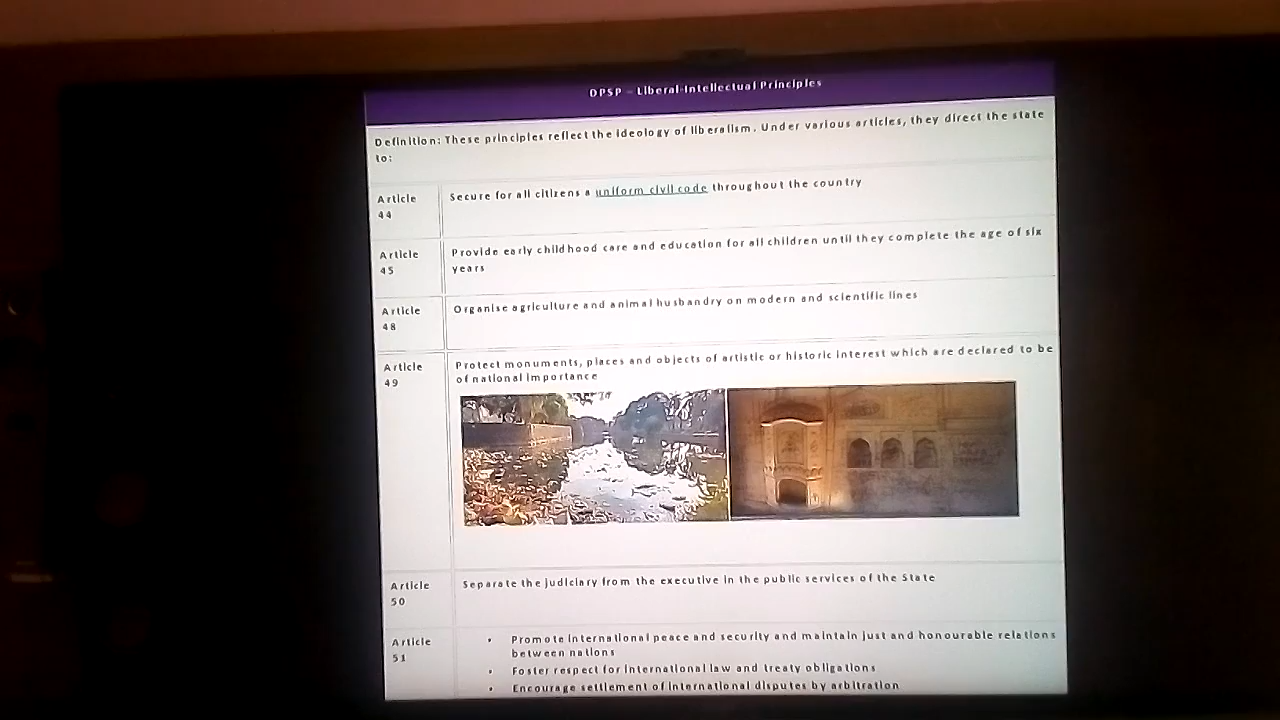 DPSP – Liberal-Intellectual Principles
Definition: These principles reflect the ideology of liberalism. Under various articles, they direct the state
to:
Article
44
Secure for all citizens a uniform civil code throughout the country
Article
45
Provide early childhood care and education for all children until they complete the age of six
years
Article
48
Organise agriculture and animal husbandry on modern and scientific lines
Article
49
Protect monuments, places and objects of artistic or historic interest which are declared to be
of national importance
Article
50
Separate the judiciary from the executive in the public services of the State
Article
51
• Promote international peace and security and maintain just and honourable relations
between nations
• Foster respect for international law and treaty obligations
• Encourage settlement of international disputes by arbitration